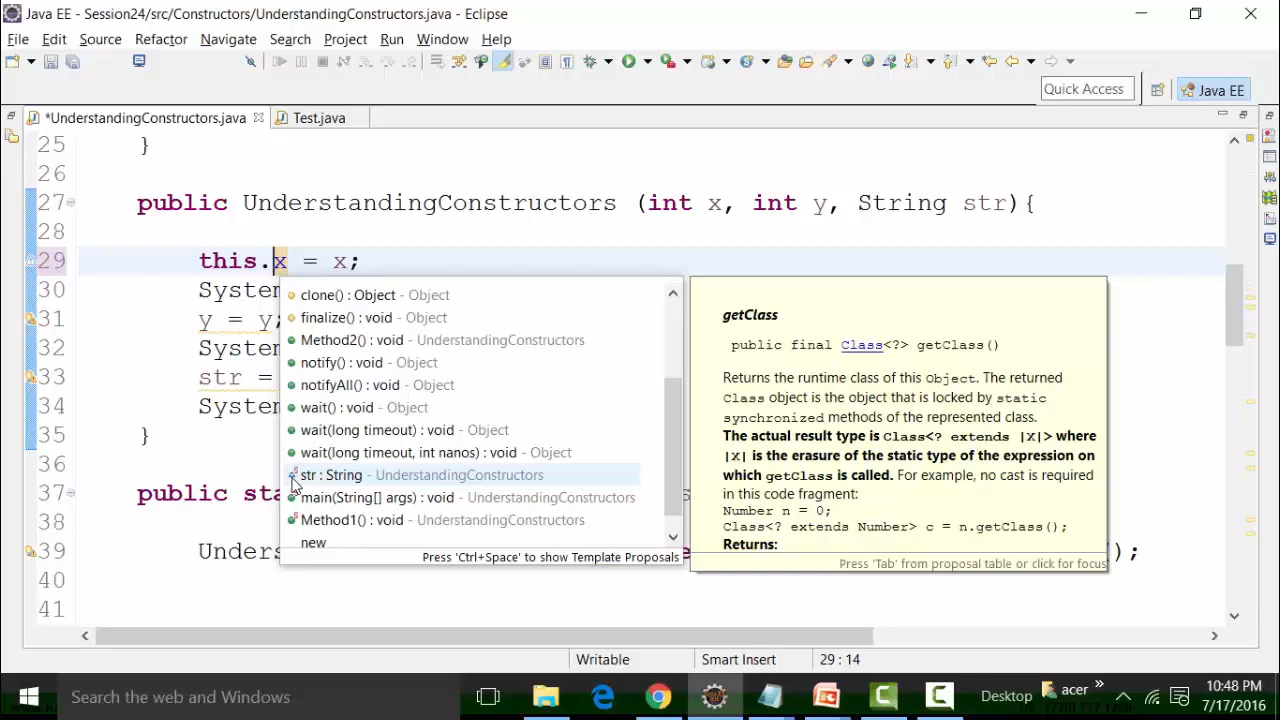 Java EE - Session24/src/Constructors/UnderstandingConstructors.java - Eclipse
File Edit Source Refactor Navigate Search Project Run Window Help
Quick Access
Java EE
*UnderstandingConstructors.java
Test.java
25 }
26
27 public UnderstandingConstructors (int x, int y, String str){
28
29 this.x = x;
30 System
31 y = y;
32 System
33 str =
34 System
35 }
36
37 public sta
38
39 Unders );
40
41
clone() : Object - Object
finalize() : void - Object
Method2() : void - UnderstandingConstructors
notify() : void - Object
notifyAll() : void - Object
wait() : void - Object
wait(long timeout) : void - Object
wait(long timeout, int nanos) : void - Object
str : String - UnderstandingConstructors
main(String[] args) : void - UnderstandingConstructors
Method1() : void - UnderstandingConstructors
new
Press 'Ctrl+Space' to show Template Proposals
getClass
public final Class<?> getClass()
Returns the runtime class of this Object. The returned
Class object is the object that is locked by static
synchronized methods of the represented class.
The actual result type is Class<? extends |X|> where
|X| is the erasure of the static type of the expression on
which getClass is called. For example, no cast is required
in this code fragment:
Number n = 0;
Class<? extends Number> c = n.getClass();
Returns:
Press 'Tab' from proposal table or click for focus
Writable
Smart Insert
29 : 14
Search the web and Windows
Desktop
acer
10:48 PM
7/17/2016